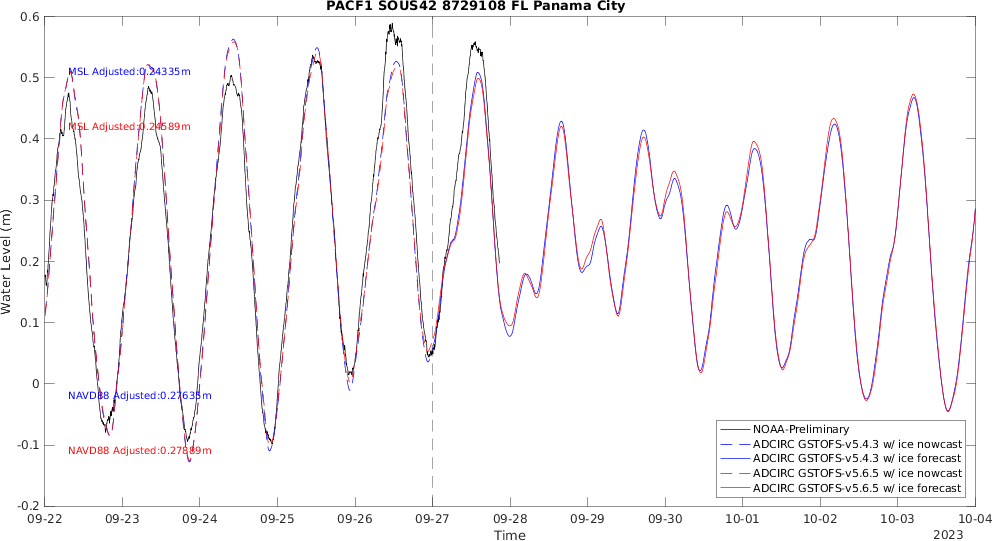 PACF1 SOUS42 8729108 FL Panama City
0.6
0.5
0.4
0.3
0.2
0.1
0
-0.1
-0.2
Water Level (m)
MSL Adjusted:0.24335m
MSL Adjusted:0.24589m
NAVD88 Adjusted:0.27635m
NAVD88 Adjusted:0.27889m
NOAA-Preliminary
ADCIRC GSTOFS-v5.4.3 w/ ice nowcast
ADCIRC GSTOFS-v5.4.3 w/ ice forecast
ADCIRC GSTOFS-v5.6.5 w/ ice nowcast
ADCIRC GSTOFS-v5.6.5 w/ ice forecast
09-22 09-23 09-24 09-25 09-26 09-27 09-28 09-29 09-30 10-01 10-02 10-03 10-04
Time
2023